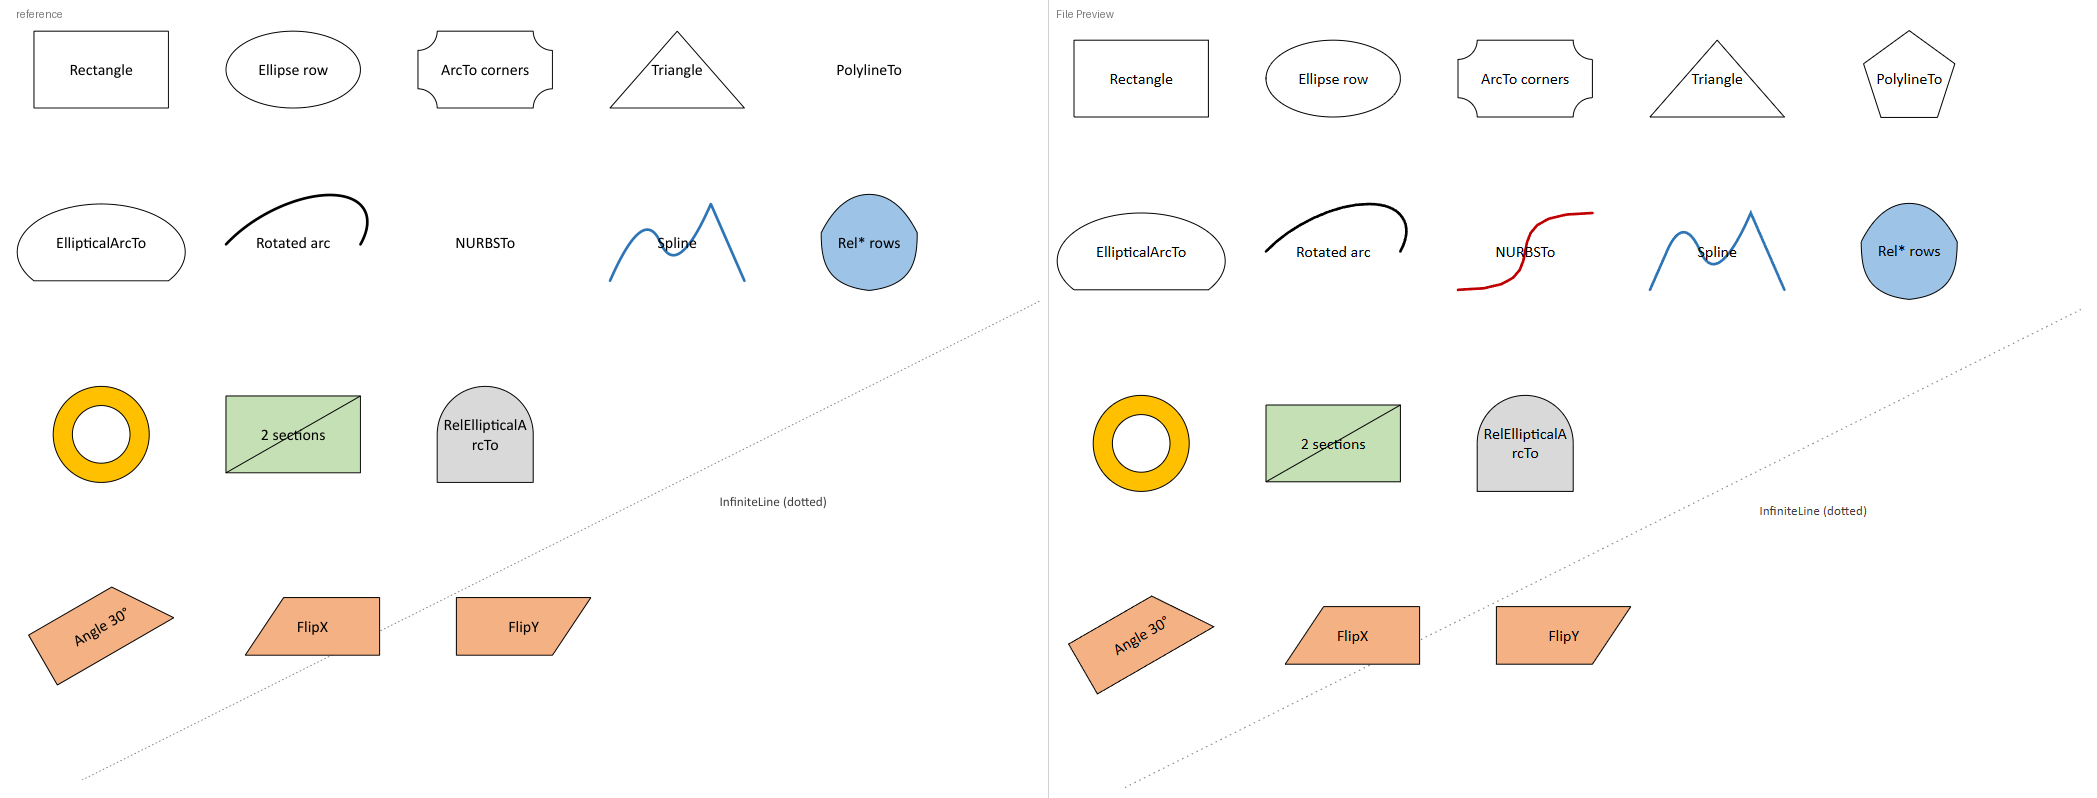 reference
Rectangle
Ellipse row
ArcTo corners
Triangle
PolylineTo
EllipticalArcTo
Rotated arc
NURBSTo
Spline
Rel* rows
2 sections
RelEllipticalA
rcTo
InfiniteLine (dotted)
Angle 30°
FlipX
FlipY
File Preview
Rectangle
Ellipse row
ArcTo corners
Triangle
PolylineTo
EllipticalArcTo
Rotated arc
NURBSTo
Spline
Rel* rows
2 sections
RelEllipticalA
rcTo
InfiniteLine (dotted)
Angle 30°
FlipX
FlipY